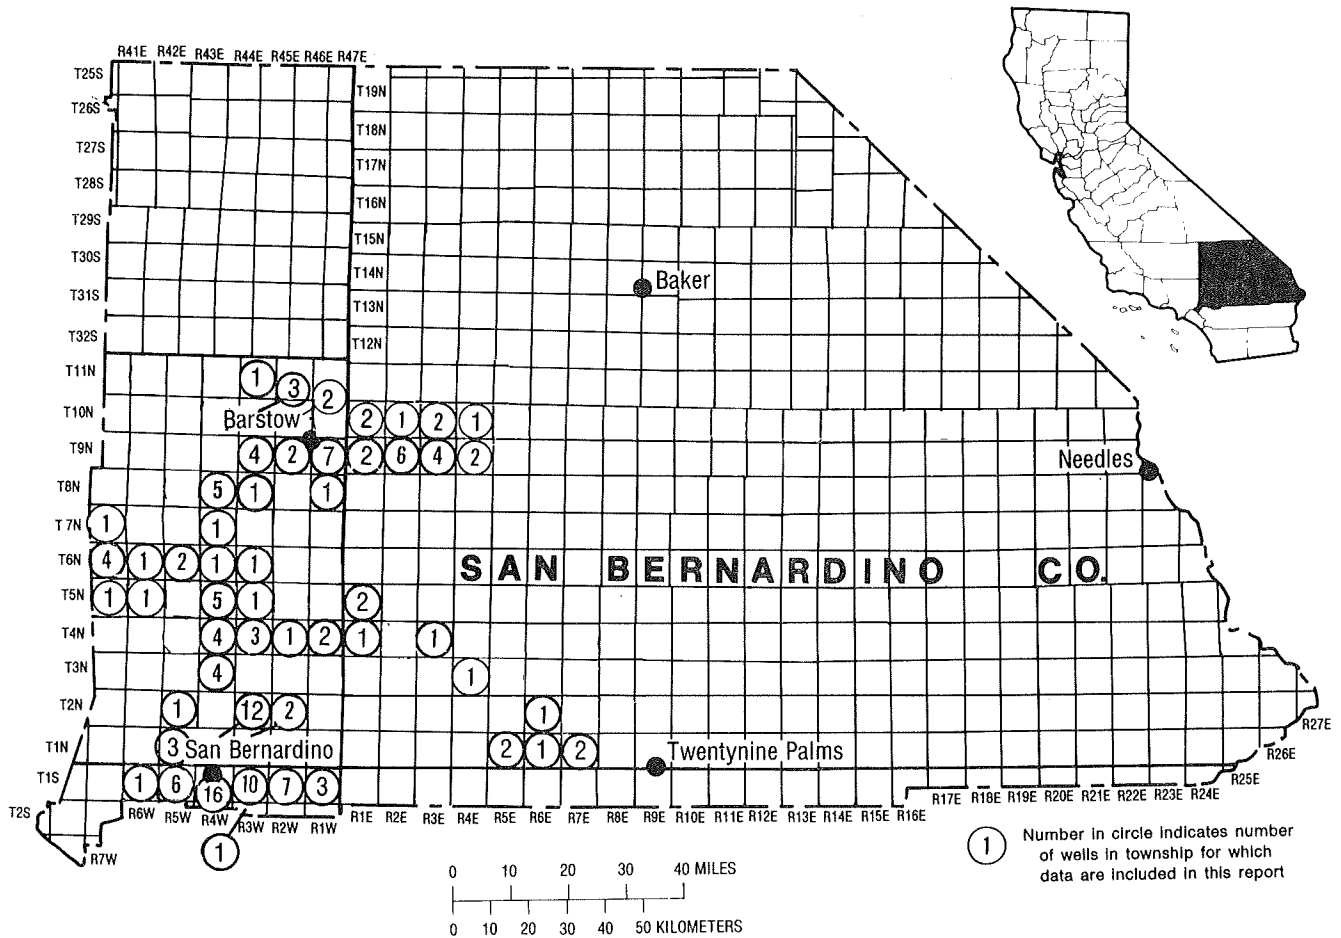 R41E R42E R43E R44E R45E R46E R47E
T25S
T26S
T27S
T28S
T29S
T30S
T31S
T32S
T19N
T18N
T17N
T16N
T15N
T14N
T13N
T12N
Baker
T11N 1 3 2
Barstow
T10N 2 1 2 1
T9N 4 2 7 2 6 4 2
Needles
T8N 5 1 1
T7N 1 1
T6N 4 1 2 1 1
SAN BERNARDINO CO.
T5N 1 1 5 1 2
T4N 4 3 1 2 1 1
T3N 4 1
T2N 1 12 2 1
T1N 3 San Bernardino 2 1 2 Twentynine Palms
T1S 1 6 16 10 7 3
T2S
R7W R6W R5W R4W R3W R2W R1W R1E R2E R3E R4E R5E R6E R7E R8E R9E R10E R11E R12E R13E R14E R15E R16E
R17E R18E R19E R20E R21E R22E R23E R24E R25E R26E R27E
1
1 Number in circle indicates number
of wells in township for which
data are included in this report
0 10 20 30 40 MILES
0 10 20 30 40 50 KILOMETERS